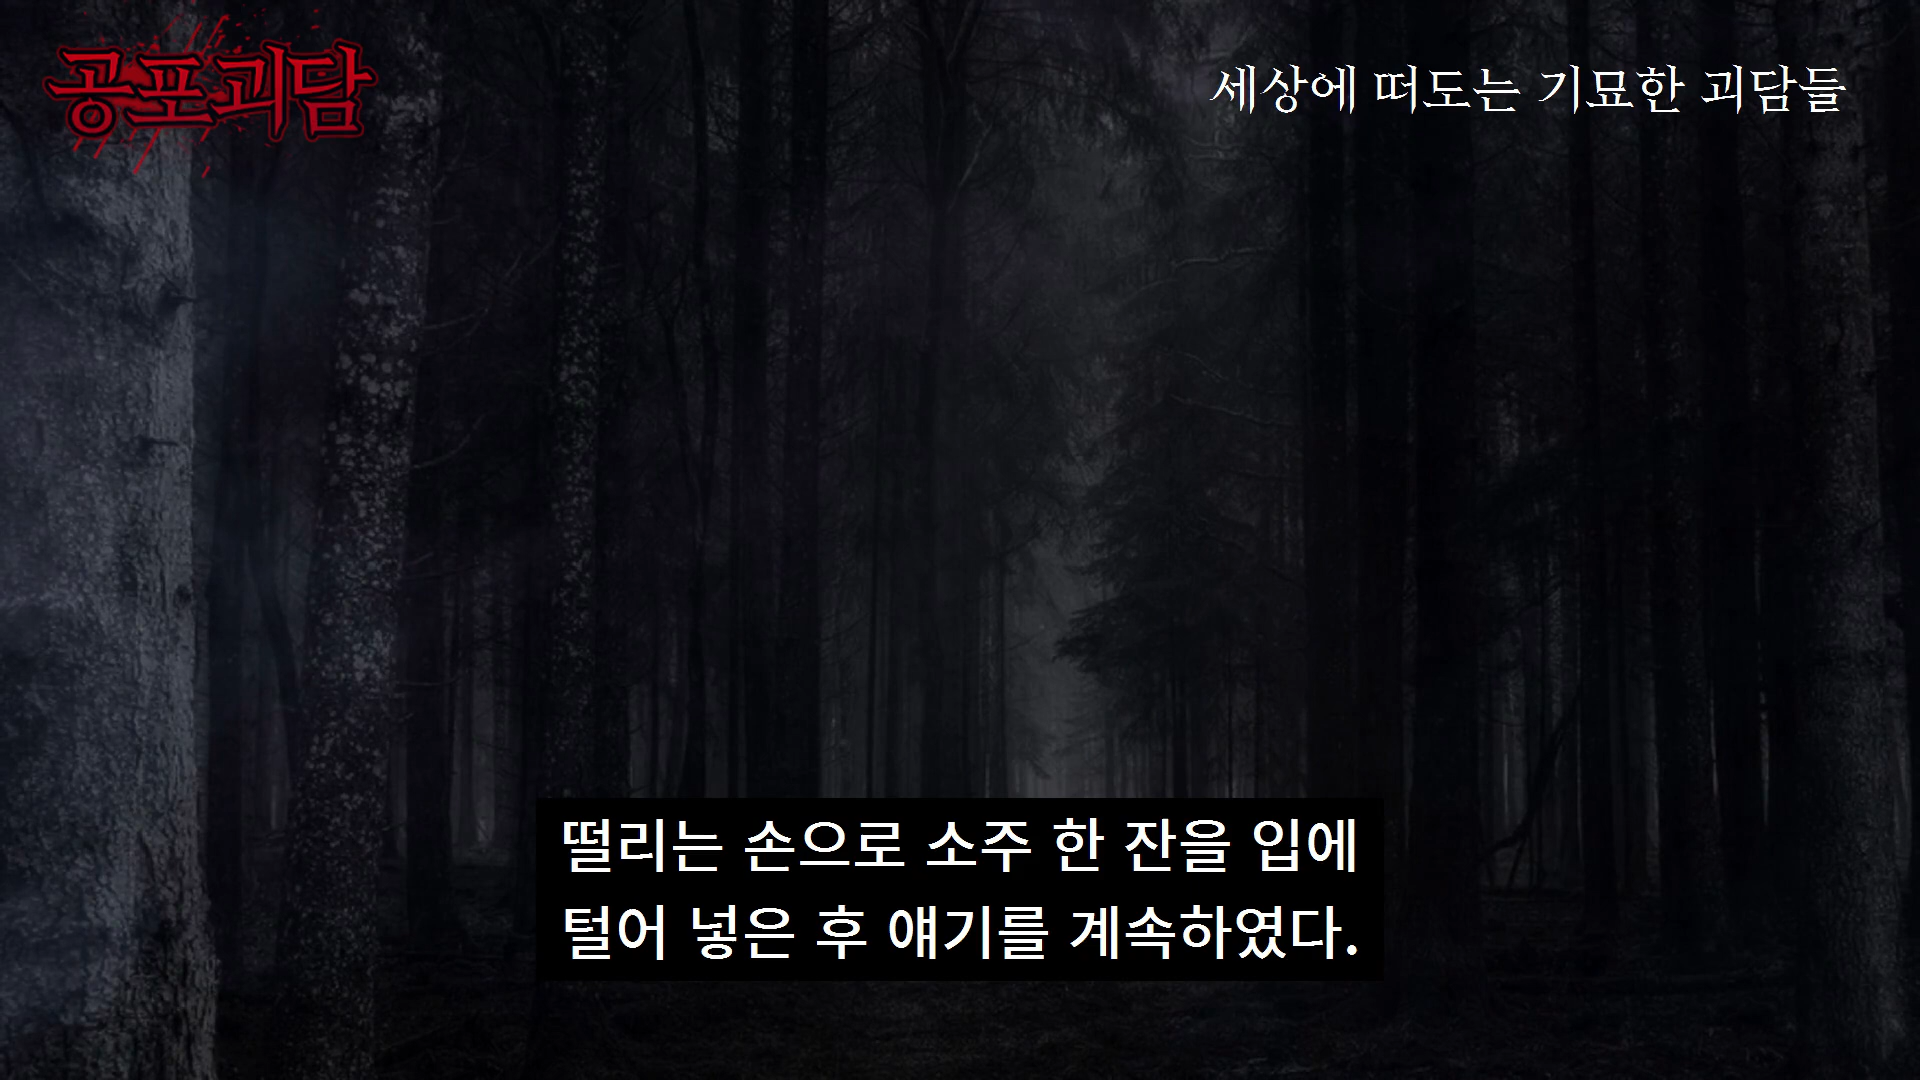 공포괴담
세상에 떠도는 기묘한 괴담들
떨리는 손으로 소주 한 잔을 입에
털어 넣은 후 얘기를 계속하였다.